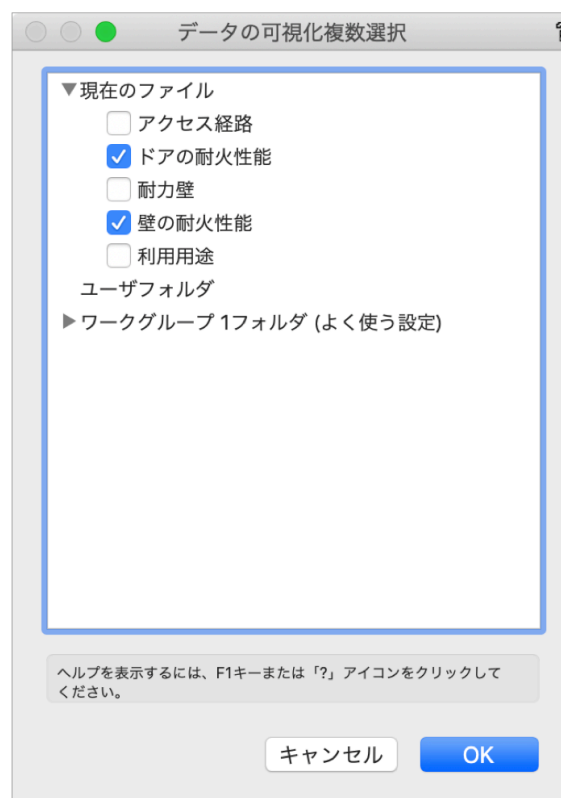 データの可視化複数選択
▼現在のファイル
アクセス経路
ドアの耐火性能
耐力壁
壁の耐火性能
利用用途
ユーザフォルダ
▶ワークグループ 1フォルダ (よく使う設定)
ヘルプを表示するには、F1キーまたは「?」アイコンをクリックして
ください。
キャンセル
OK